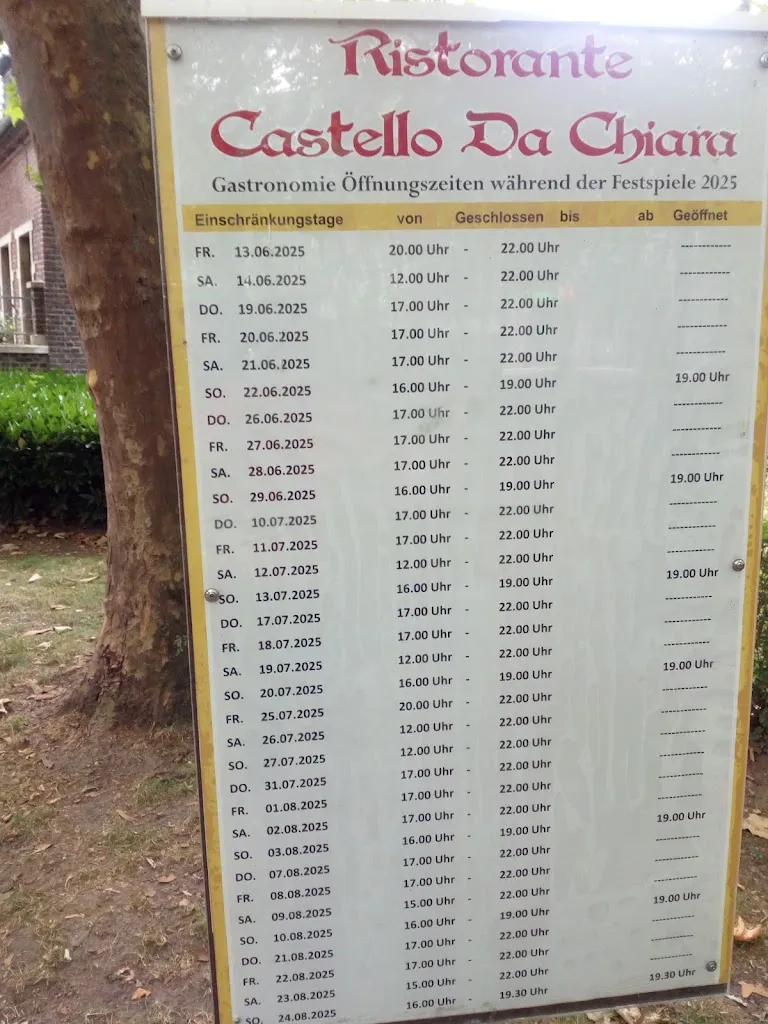 Ristorante
Castello Da Chiara
Gastronomie Öffnungszeiten während der Festspiele 2025
Einschränkungstage von Geschlossen bis ab Geöffnet
FR. 13.06.2025 20.00 Uhr - 22.00 Uhr ------------
SA. 14.06.2025 12.00 Uhr - 22.00 Uhr ------------
DO. 19.06.2025 17.00 Uhr - 22.00 Uhr ------------
FR. 20.06.2025 17.00 Uhr - 22.00 Uhr ------------
SA. 21.06.2025 17.00 Uhr - 22.00 Uhr ------------
SO. 22.06.2025 16.00 Uhr - 19.00 Uhr 19.00 Uhr
DO. 26.06.2025 17.00 Uhr - 22.00 Uhr ------------
FR. 27.06.2025 17.00 Uhr - 22.00 Uhr ------------
SA. 28.06.2025 17.00 Uhr - 22.00 Uhr ------------
SO. 29.06.2025 16.00 Uhr - 19.00 Uhr 19.00 Uhr
DO. 10.07.2025 17.00 Uhr - 22.00 Uhr ------------
FR. 11.07.2025 17.00 Uhr - 22.00 Uhr ------------
SA. 12.07.2025 12.00 Uhr - 22.00 Uhr ------------
SO. 13.07.2025 16.00 Uhr - 19.00 Uhr 19.00 Uhr
DO. 17.07.2025 17.00 Uhr - 22.00 Uhr ------------
FR. 18.07.2025 17.00 Uhr - 22.00 Uhr ------------
SA. 19.07.2025 12.00 Uhr - 22.00 Uhr ------------
SO. 20.07.2025 16.00 Uhr - 19.00 Uhr 19.00 Uhr
FR. 25.07.2025 20.00 Uhr - 22.00 Uhr ------------
SA. 26.07.2025 12.00 Uhr - 22.00 Uhr ------------
SO. 27.07.2025 12.00 Uhr - 22.00 Uhr ------------
DO. 31.07.2025 17.00 Uhr - 22.00 Uhr ------------
FR. 01.08.2025 17.00 Uhr - 22.00 Uhr ------------
SA. 02.08.2025 17.00 Uhr - 22.00 Uhr ------------
SO. 03.08.2025 16.00 Uhr - 19.00 Uhr 19.00 Uhr
DO. 07.08.2025 17.00 Uhr - 22.00 Uhr ------------
FR. 08.08.2025 17.00 Uhr - 22.00 Uhr ------------
SA. 09.08.2025 15.00 Uhr - 22.00 Uhr ------------
SO. 10.08.2025 16.00 Uhr - 19.00 Uhr 19.00 Uhr
DO. 21.08.2025 17.00 Uhr - 22.00 Uhr ------------
FR. 22.08.2025 17.00 Uhr - 22.00 Uhr ------------
SA. 23.08.2025 15.00 Uhr - 22.00 Uhr ------------
SO. 24.08.2025 16.00 Uhr - 19.30 Uhr 19.30 Uhr